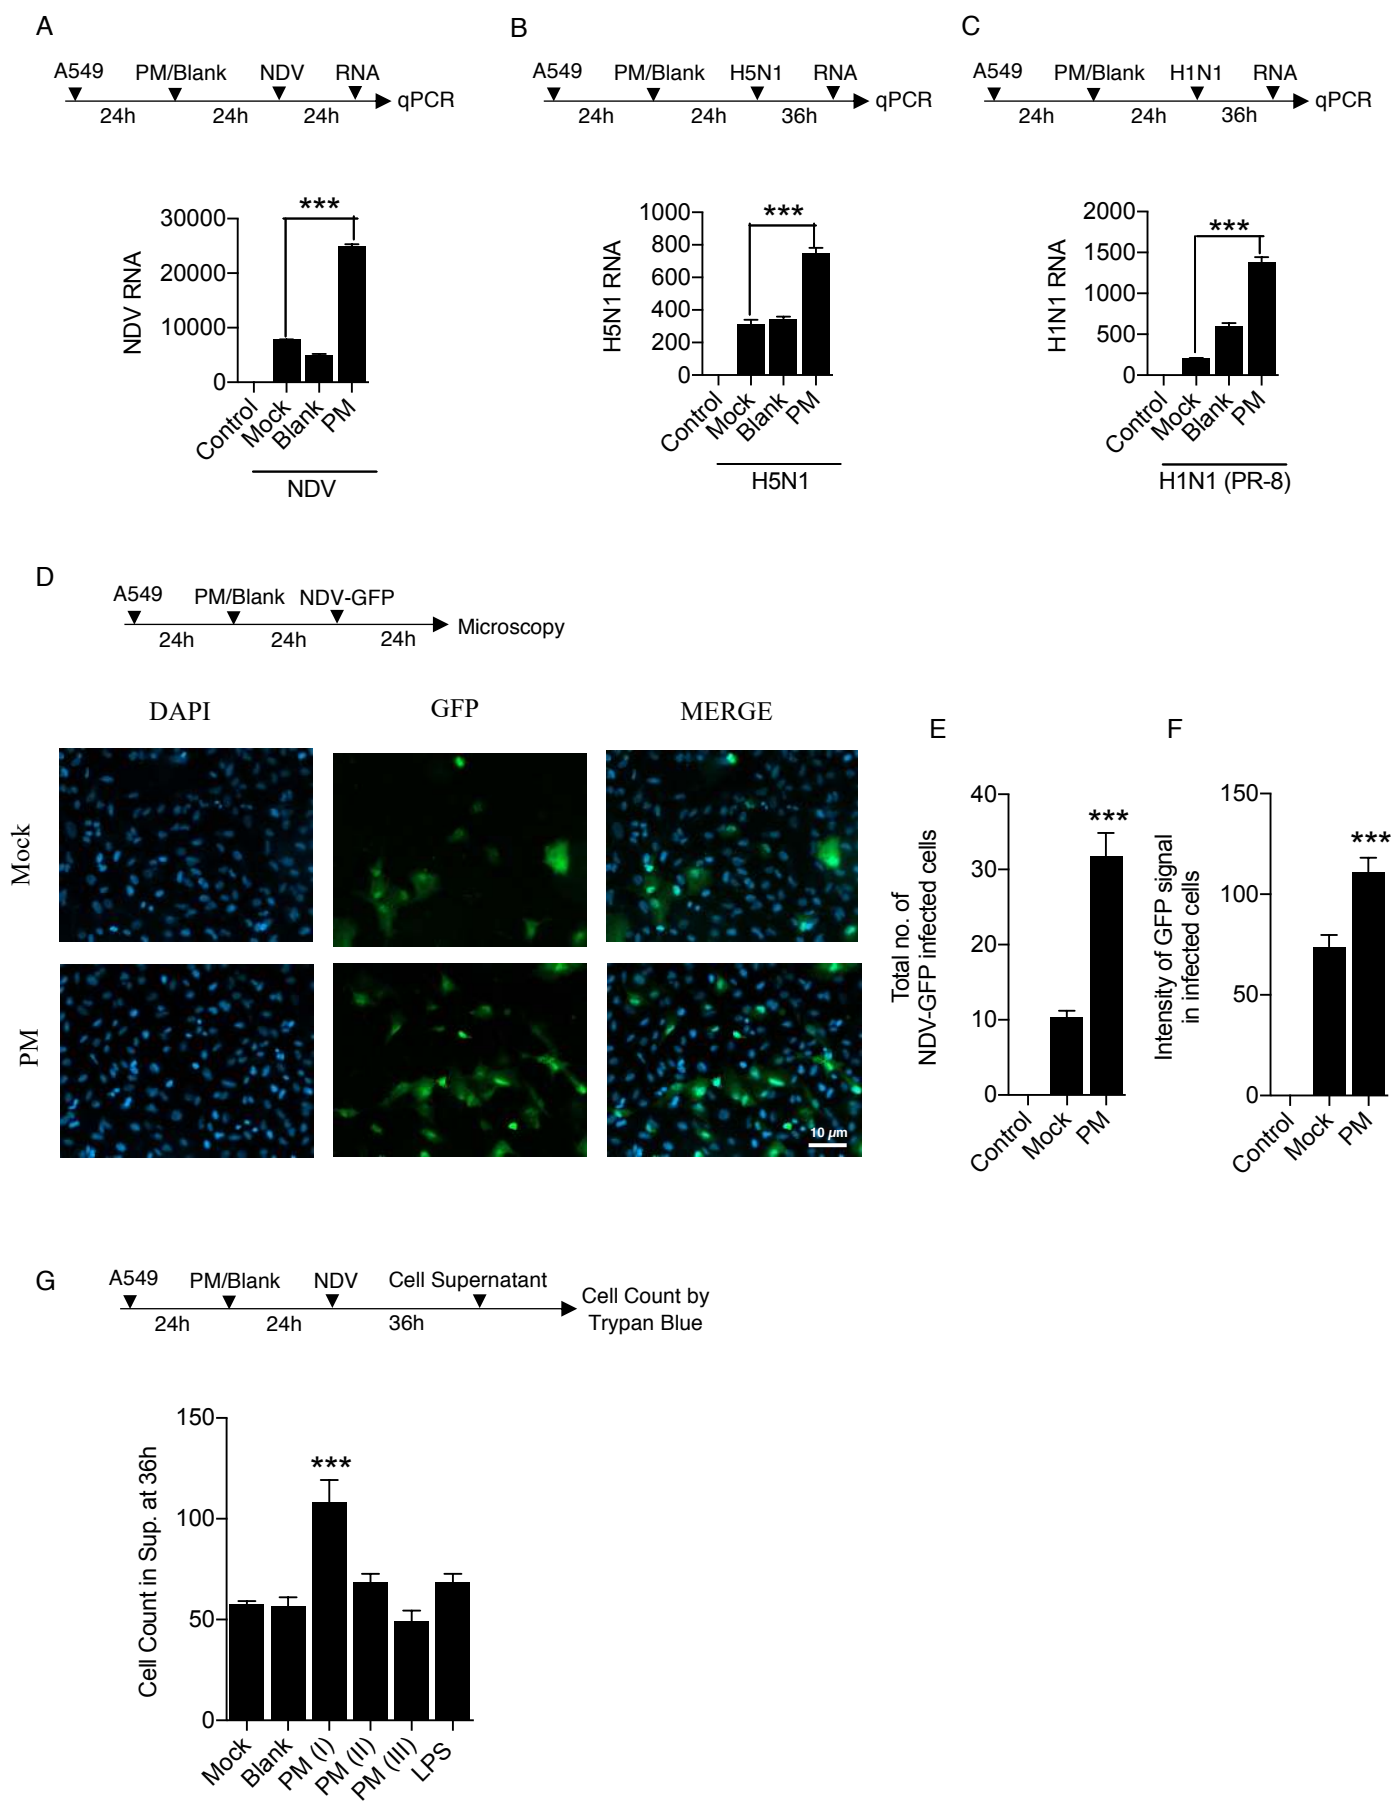 A
A549 PM/Blank NDV RNA
qPCR
24h 24h 24h
***
30000
20000
10000
0
NDV RNA
Control Mock Blank PM
NDV
B
A549 PM/Blank H5N1 RNA
qPCR
24h 24h 36h
***
1000
800
600
400
200
0
H5N1 RNA
Control Mock Blank PM
H5N1
C
A549 PM/Blank H1N1 RNA
qPCR
24h 24h 36h
***
2000
1500
1000
500
0
H1N1 RNA
Control Mock Blank PM
H1N1 (PR-8)
D
A549 PM/Blank NDV-GFP
Microscopy
24h 24h 24h
DAPI GFP MERGE
Mock
PM
10 µm
E
***
40
30
20
10
0
Total no. of
NDV-GFP infected cells
Control Mock PM
F
***
150
100
50
0
Intensity of GFP signal
in infected cells
Control Mock PM
G
A549 PM/Blank NDV Cell Supernatant
Cell Count by
Trypan Blue
24h 24h 36h
***
150
100
50
0
Cell Count in Sup. at 36h
Mock Blank PM (I) PM (II) PM (III) LPS